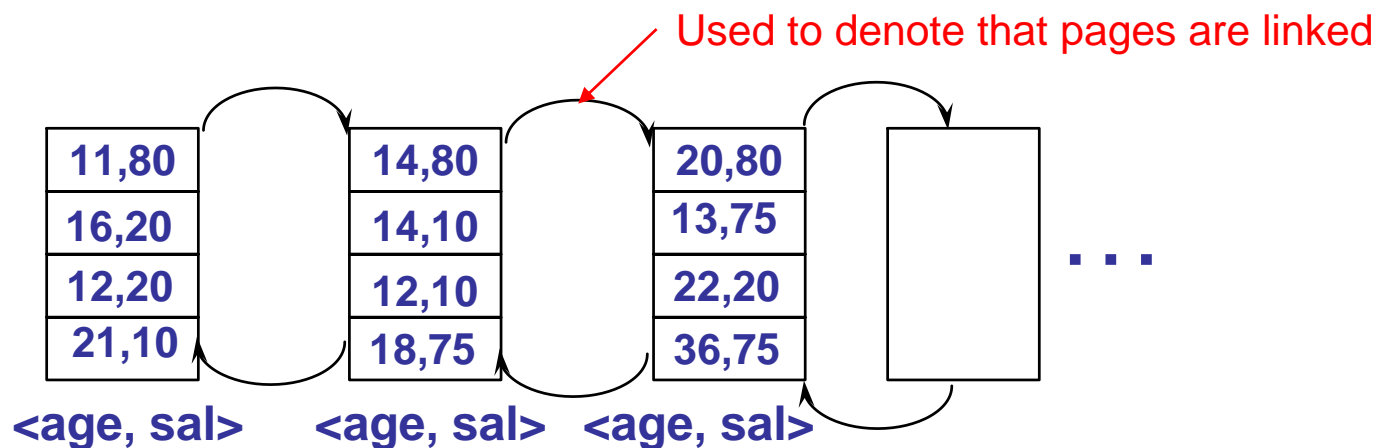 Used to denote that pages are linked
11,80
16,20
12,20
21,10
<age, sal>
14,80
14,10
12,10
18,75
<age, sal>
20,80
13,75
22,20
36,75
<age, sal>
. . .